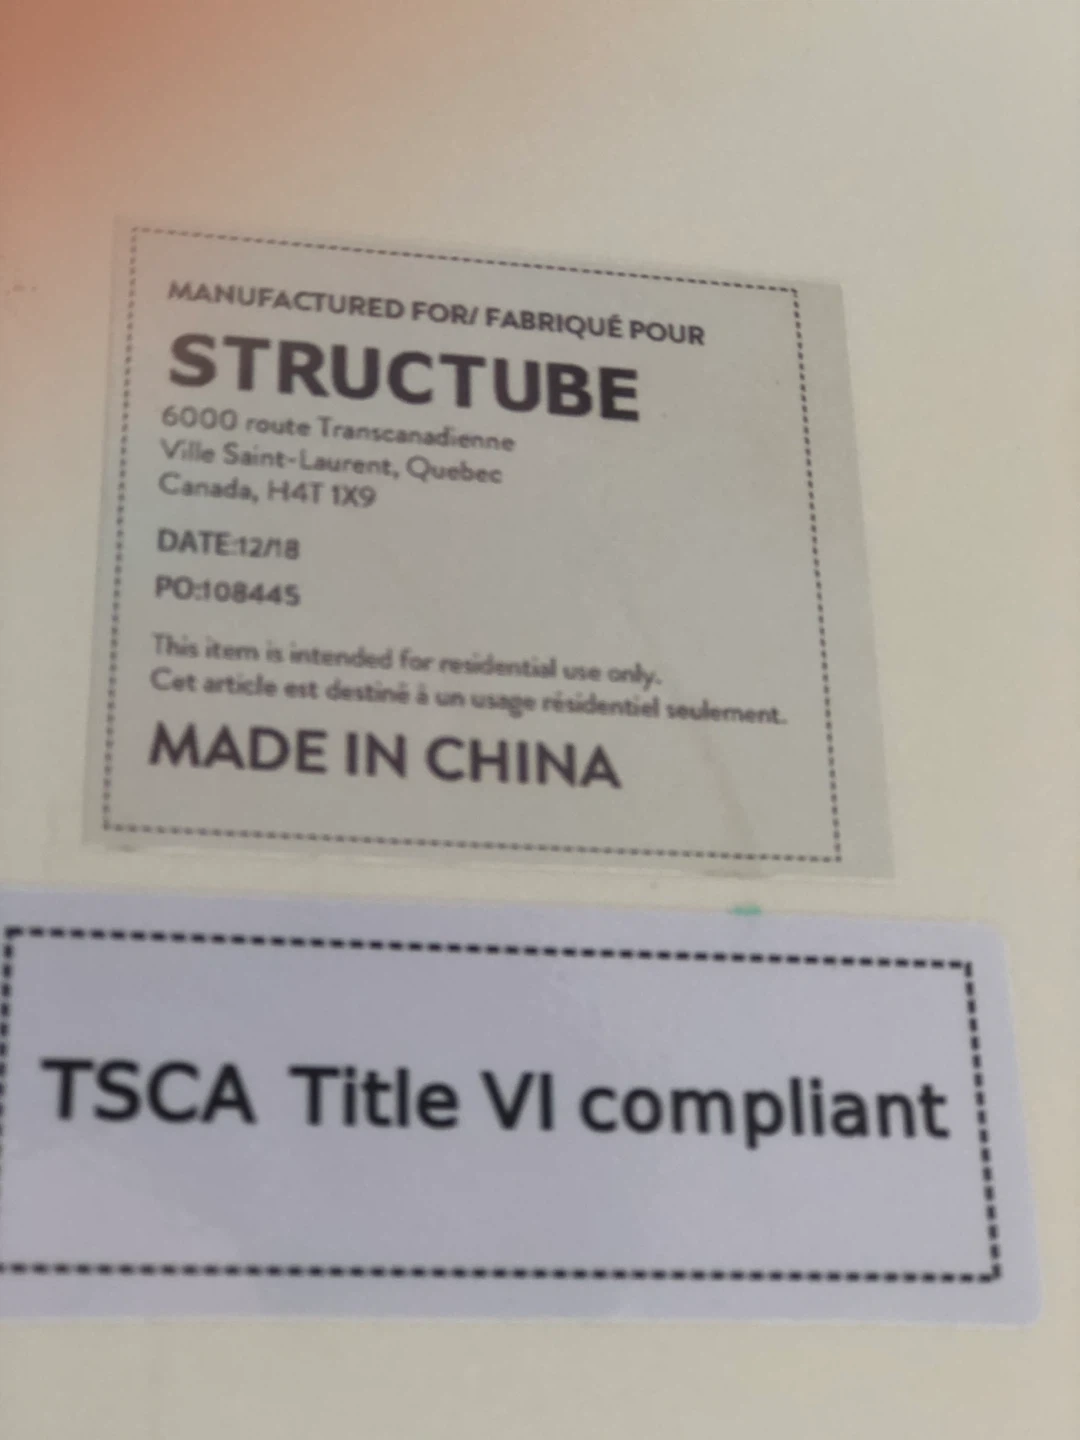 MANUFACTURED FOR/ FABRIQUÉ POUR
STRUCTUBE
6000 route Transcanadienne
Ville Saint-Laurent, Quebec
Canada, H4T 1X9
DATE:12/18
PO:108445
This item is intended for residential use only.
Cet article est destiné à un usage résidentiel seulement.
MADE IN CHINA
TSCA Title VI compliant